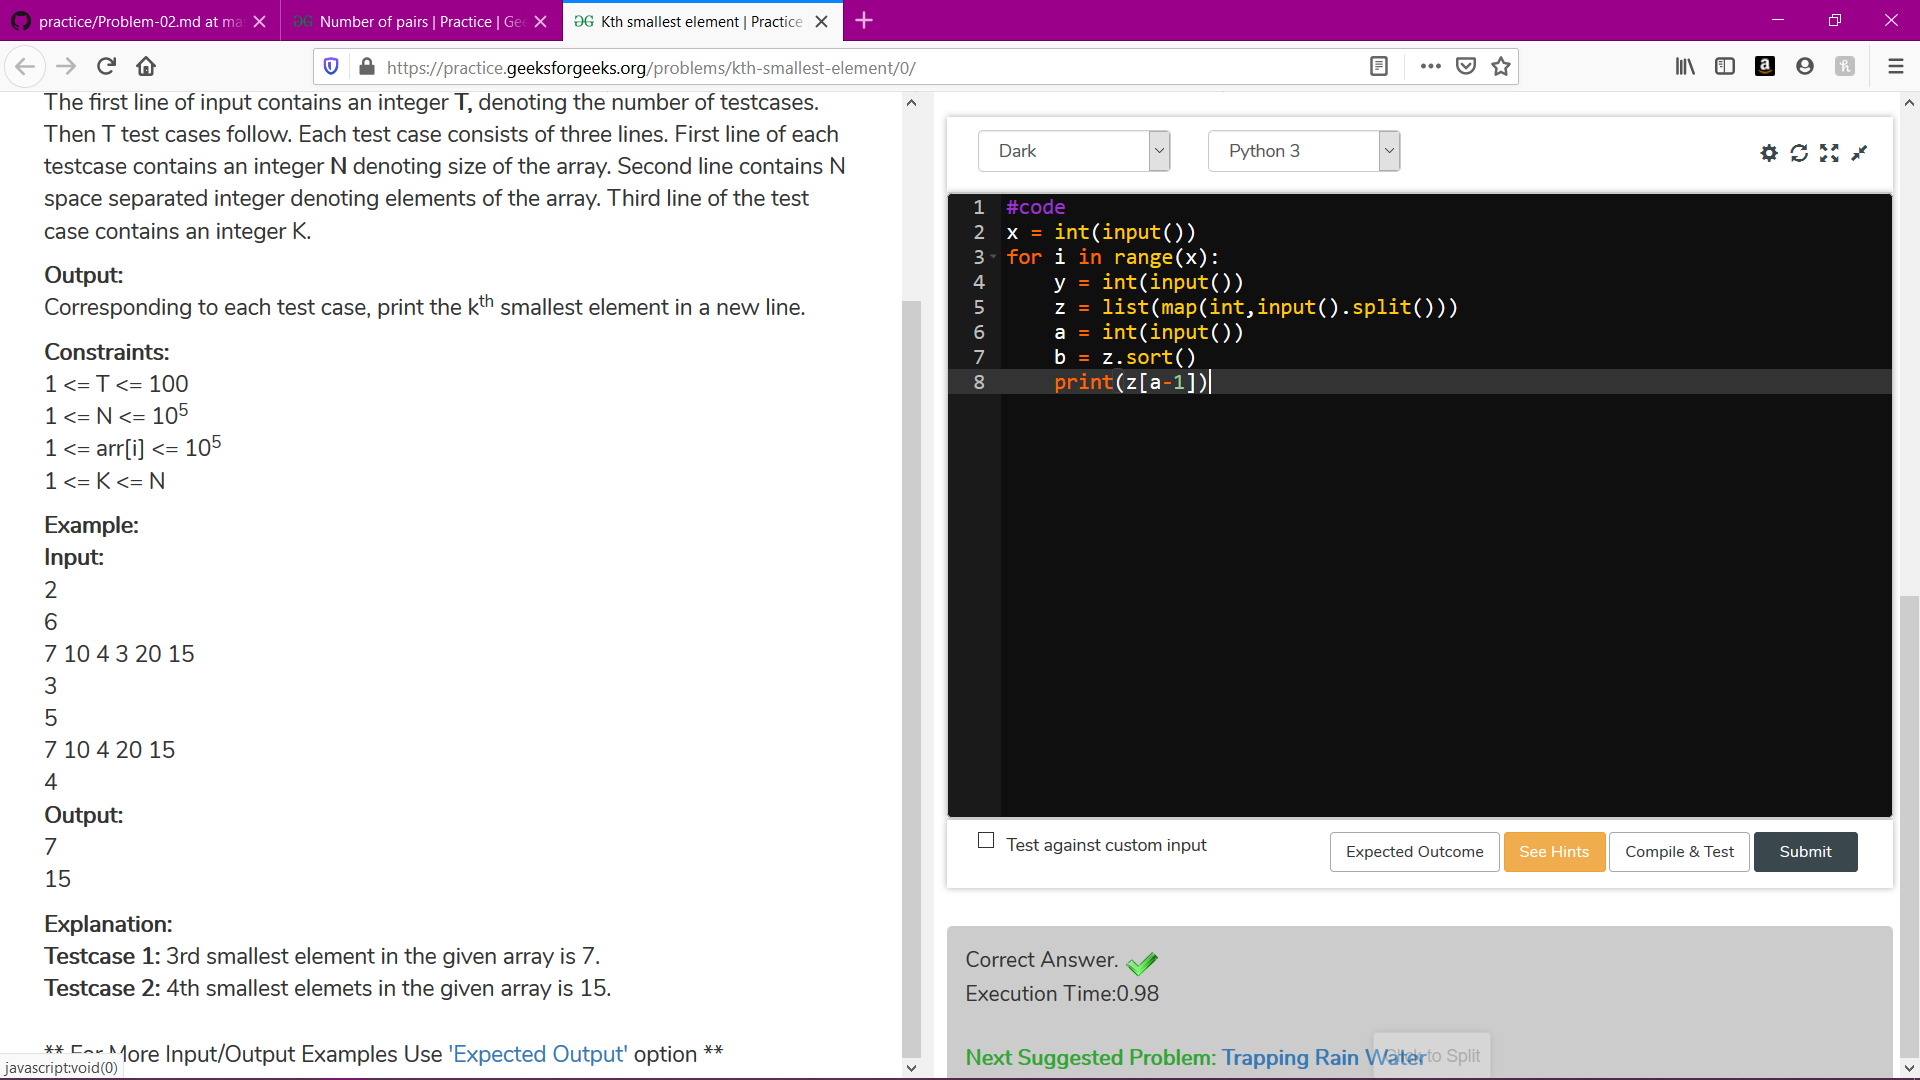 practice/Problem-02.md at ma
Number of pairs | Practice | Ge
Kth smallest element | Practice
https://practice.geeksforgeeks.org/problems/kth-smallest-element/0/
The first line of input contains an integer T, denoting the number of testcases.
Then T test cases follow. Each test case consists of three lines. First line of each
testcase contains an integer N denoting size of the array. Second line contains N
space separated integer denoting elements of the array. Third line of the test
case contains an integer K.
Output:
Corresponding to each test case, print the kth smallest element in a new line.
Constraints:
1 <= T <= 100
1 <= N <= 10^5
1 <= arr[i] <= 10^5
1 <= K <= N
Example:
Input:
2
6
7 10 4 3 20 15
3
5
7 10 4 20 15
4
Output:
7
15
Explanation:
Testcase 1: 3rd smallest element in the given array is 7.
Testcase 2: 4th smallest elemets in the given array is 15.
** For More Input/Output Examples Use 'Expected Output' option **
javascript:void(0)
Dark
Python 3
1 #code
2 x = int(input())
3 for i in range(x):
4     y = int(input())
5     z = list(map(int,input().split()))
6     a = int(input())
7     b = z.sort()
8     print(z[a-1])
Test against custom input
Expected Outcome
See Hints
Compile & Test
Submit
Correct Answer.
Execution Time:0.98
Next Suggested Problem: Trapping Rain Water
to Split